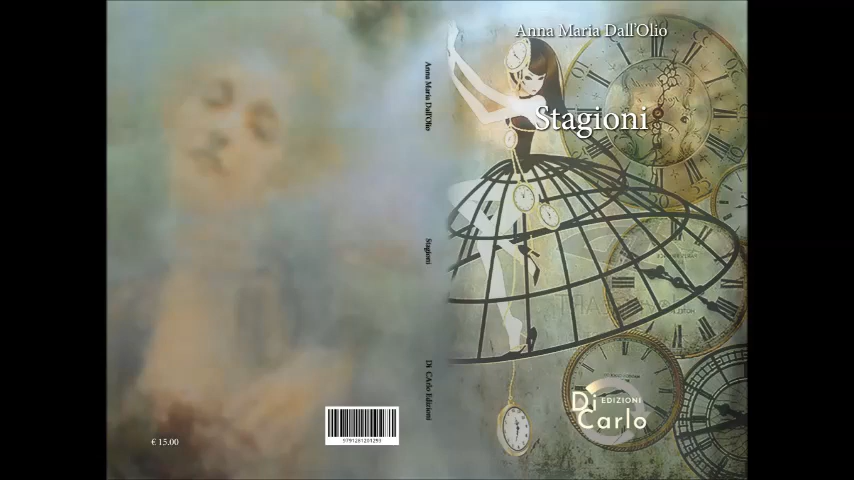 Anna Maria Dall'Olio
Stagioni
Di EDIZIONI
Carlo
Anna Maria Dall'Olio
Stagioni
Di CArlo Edizioni
€ 15.00